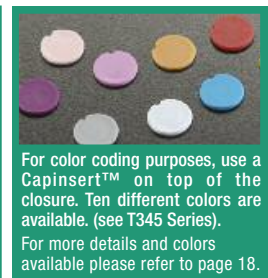 For color coding purposes, use a
Capinsert™ on top of the
closure. Ten different colors are
available. (see T345 Series).
For more details and colors
available please refer to page 18.